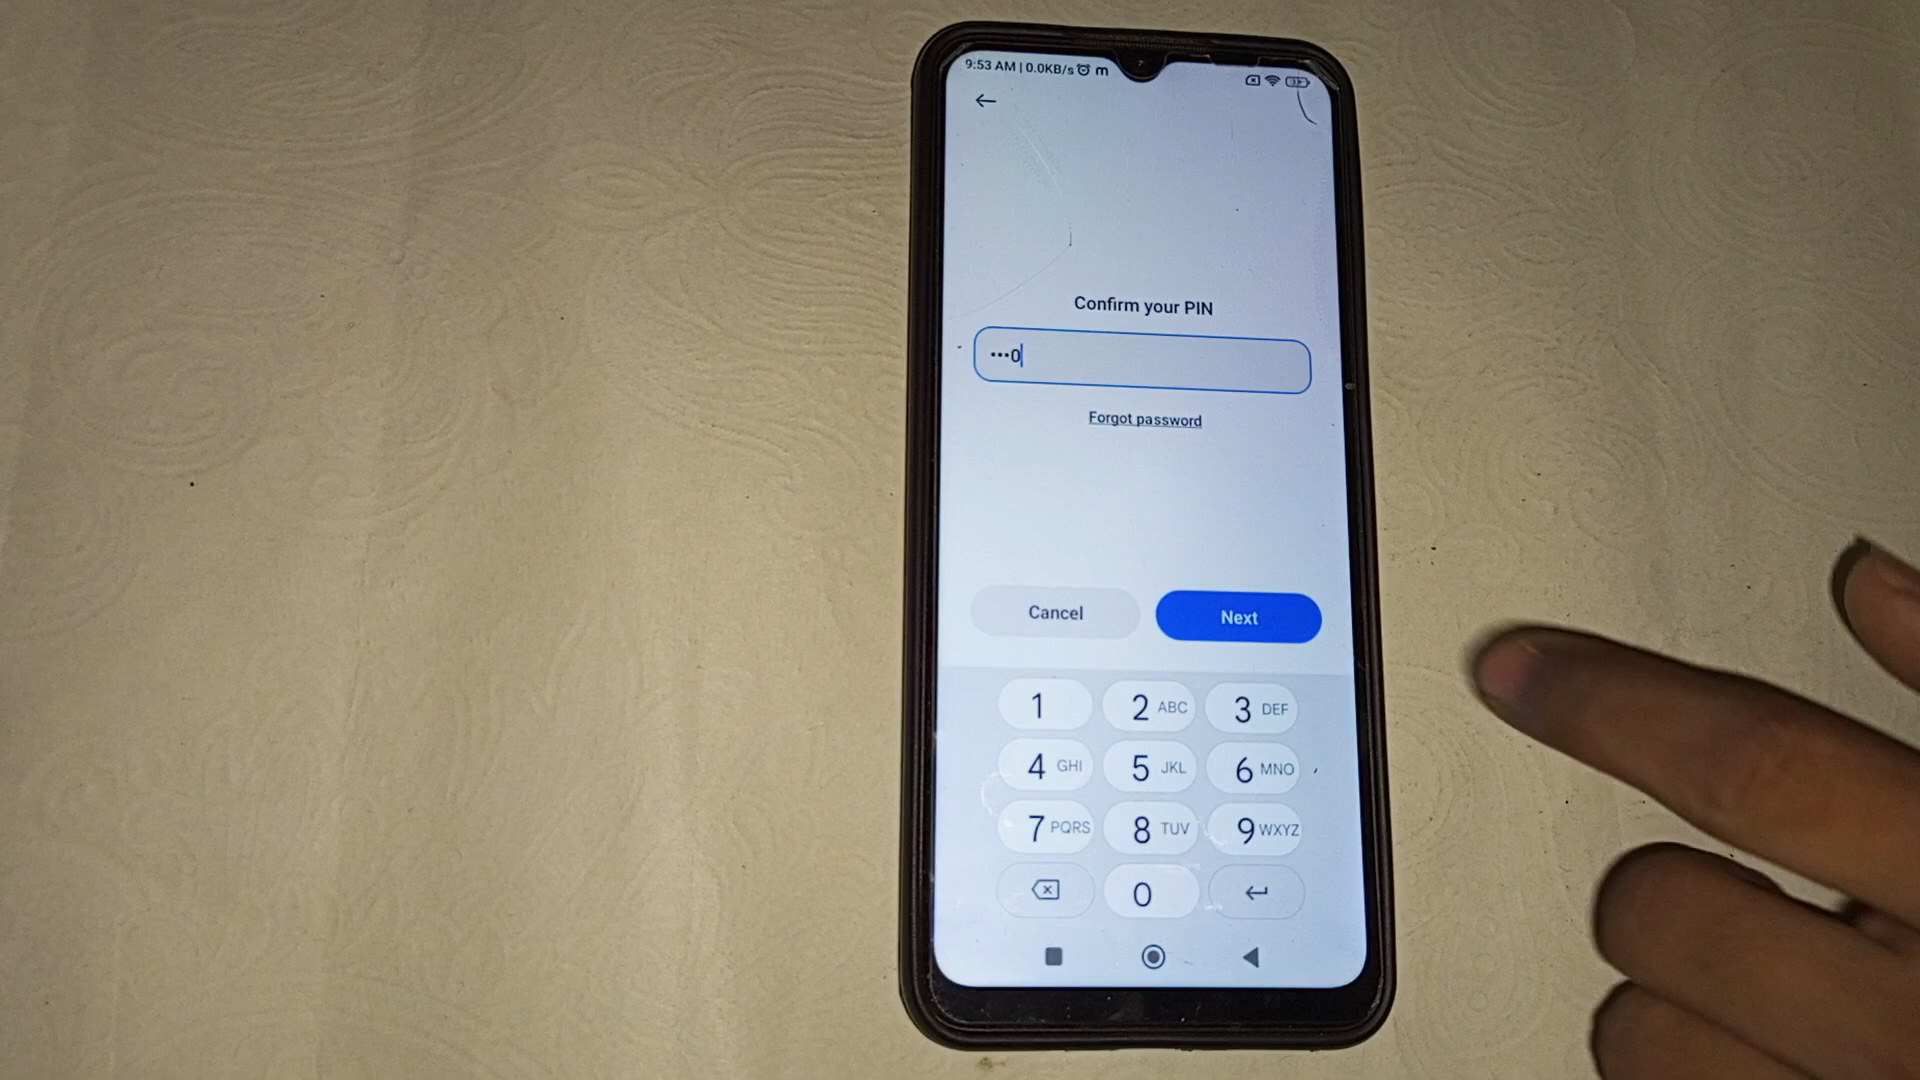 9:53 AM | 0.0KB/s m
Confirm your PIN
•••0
Forgot password
Cancel Next
1 2 ABC 3 DEF
4 GHI 5 JKL 6 MNO
7 PQRS 8 TUV 9 WXYZ
0